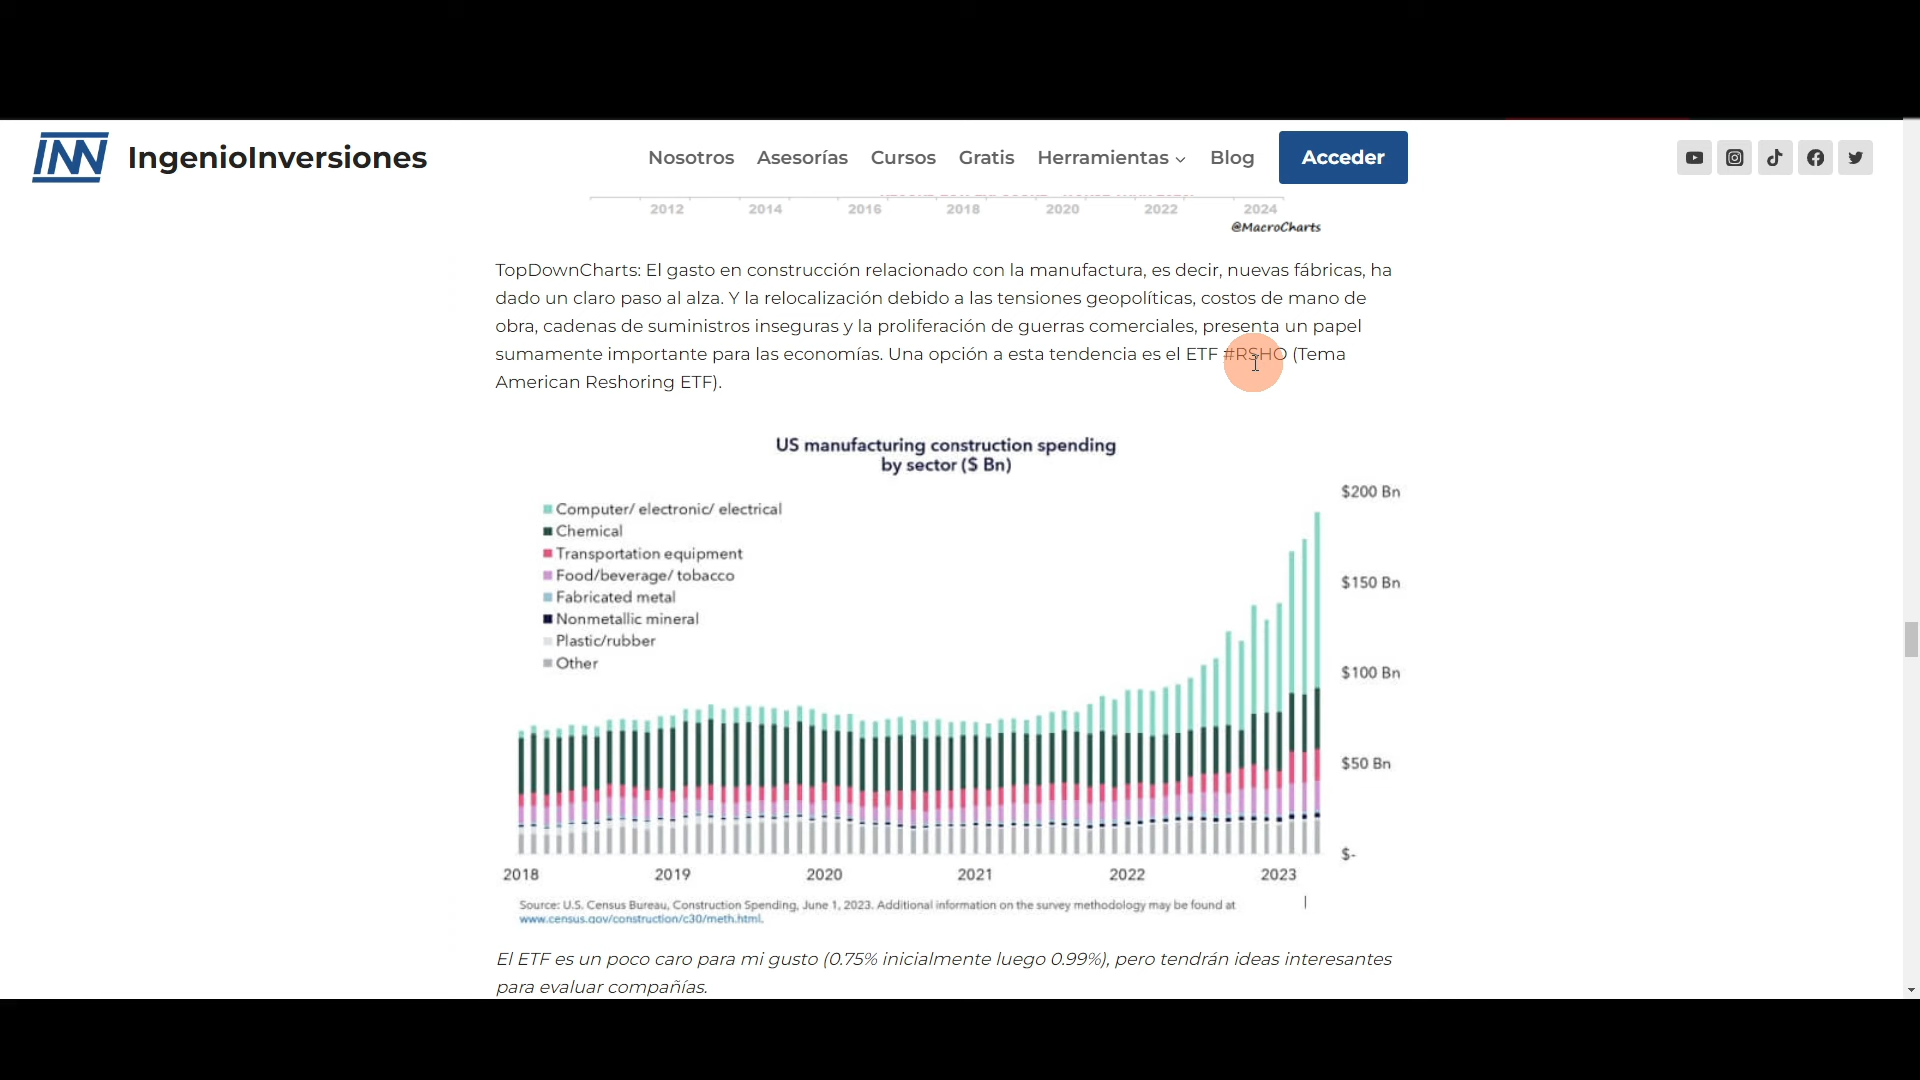 INN IngenioInversiones
Nosotros Asesorías Cursos Gratis Herramientas Blog Acceder
2012 2014 2016 2018 2020 2022 2024
@MacroCharts
TopDownCharts: El gasto en construcción relacionado con la manufactura, es decir, nuevas fábricas, ha
dado un claro paso al alza. Y la relocalización debido a las tensiones geopolíticas, costos de mano de
obra, cadenas de suministros inseguras y la proliferación de guerras comerciales, presenta un papel
sumamente importante para las economías. Una opción a esta tendencia es el ETF #RSHO (Tema
American Reshoring ETF).
US manufacturing construction spending
by sector ($ Bn)
$200 Bn
Computer/ electronic/ electrical
Chemical
Transportation equipment
Food/beverage/ tobacco
$150 Bn
Fabricated metal
Nonmetallic mineral
Plastic/rubber
Other
$100 Bn
$50 Bn
$-
2018 2019 2020 2021 2022 2023
Source: U.S. Census Bureau, Construction Spending, June 1, 2023. Additional information on the survey methodology may be found at
www.census.gov/construction/c30/meth.html.
El ETF es un poco caro para mi gusto (0.75% inicialmente luego 0.99%), pero tendrán ideas interesantes
para evaluar compañías.